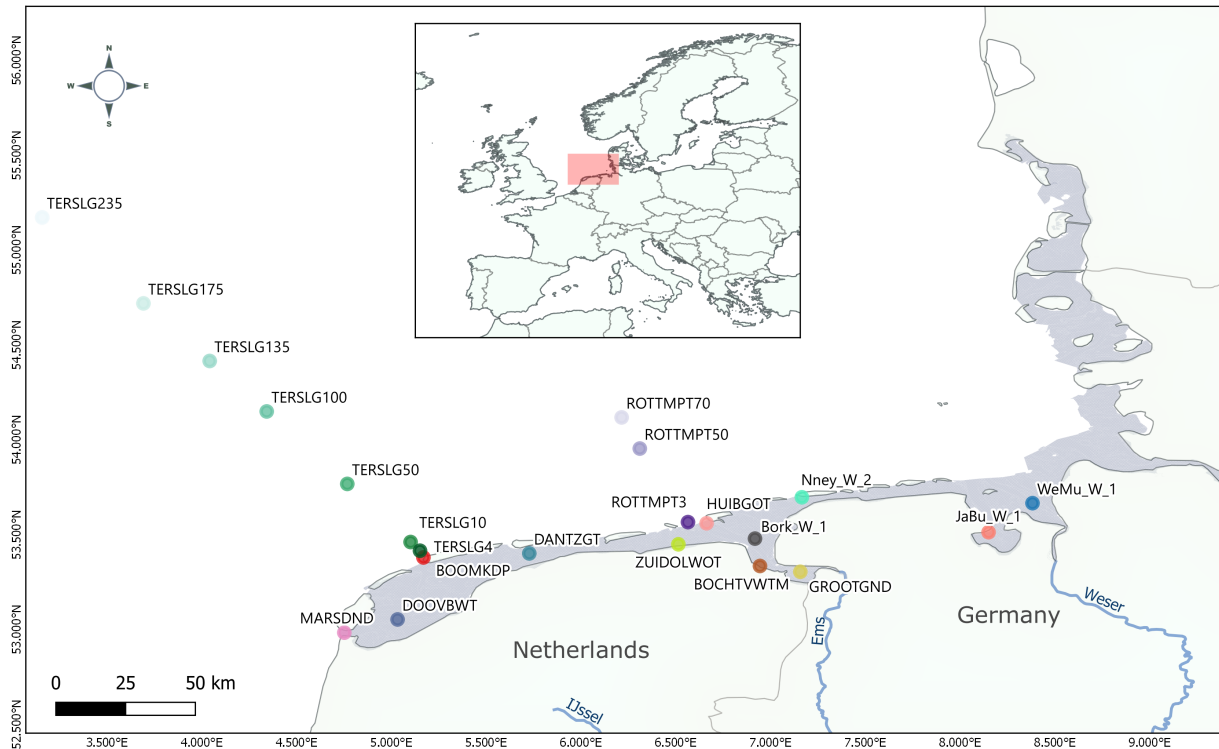 N
W E
S
TERSLG235
TERSLG175
TERSLG135
TERSLG100
ROTTMPT70
ROTTMPT50
TERSLG50
Nney_W_2
WeMu_W_1
ROTTMPT3
HUIBGOT
JaBu_W_1
TERSLG10
Bork_W_1
DANTZGT
TERSLG4
ZUIDOLWOT
BOOMKDP
BOCHTVWTM
GROOTGND
DOOVBWT
MARSDND
Weser
Germany
Ems
Netherlands
IJssel
0 25 50 km
56.000°N
55.500°N
55.000°N
54.500°N
54.000°N
53.500°N
53.000°N
52.500°N
3.500°E 4.000°E 4.500°E 5.000°E 5.500°E 6.000°E 6.500°E 7.000°E 7.500°E 8.000°E 8.500°E 9.000°E